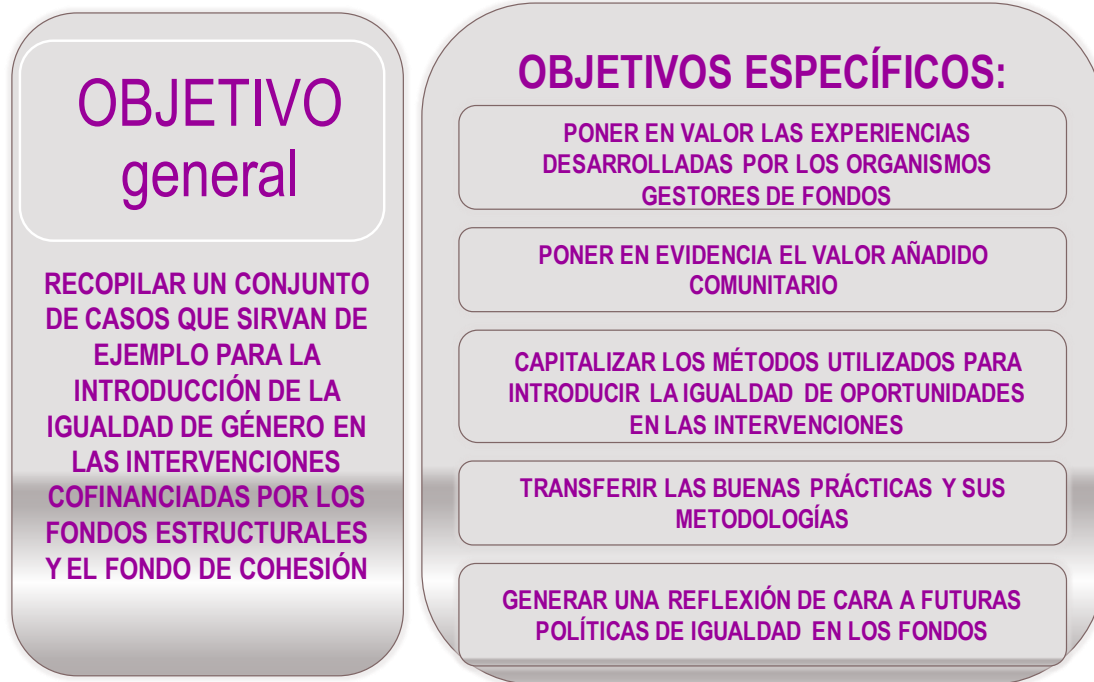 OBJETIVO
general
RECOPILAR UN CONJUNTO
DE CASOS QUE SIRVAN DE
EJEMPLO PARA LA
INTRODUCCIÓN DE LA
IGUALDAD DE GÉNERO EN
LAS INTERVENCIONES
COFINANCIADAS POR LOS
FONDOS ESTRUCTURALES
Y EL FONDO DE COHESIÓN
OBJETIVOS ESPECÍFICOS:
PONER EN VALOR LAS EXPERIENCIAS
DESARROLLADAS POR LOS ORGANISMOS
GESTORES DE FONDOS
PONER EN EVIDENCIA EL VALOR AÑADIDO
COMUNITARIO
CAPITALIZAR LOS MÉTODOS UTILIZADOS PARA
INTRODUCIR LA IGUALDAD DE OPORTUNIDADES
EN LAS INTERVENCIONES
TRANSFERIR LAS BUENAS PRÁCTICAS Y SUS
METODOLOGÍAS
GENERAR UNA REFLEXIÓN DE CARA A FUTURAS
POLÍTICAS DE IGUALDAD EN LOS FONDOS